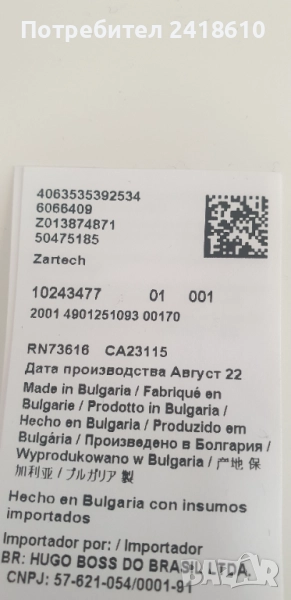 Потребител 2418610
4063535392534
6066409
Z013874871
50475185
Zartech
10243477 01 001
2001 4901251093 00170
RN73616 CA23115
Дата производства Август 22
Made in Bulgaria / Fabriqué en
Bulgarie / Prodotto in Bulgaria /
Hecho en Bulgaria / Produzido em
Bulgária / Произведено в Болгария /
Wyprodukowano w Bulgaria / 产地 保
加利亚 / ブルガリア 製
Hecho en Bulgaria con insumos
importados
Importador por: / Importador
BR: HUGO BOSS DO BRASIL LTDA,
CNPJ: 57-621-054/0001-91
bazar